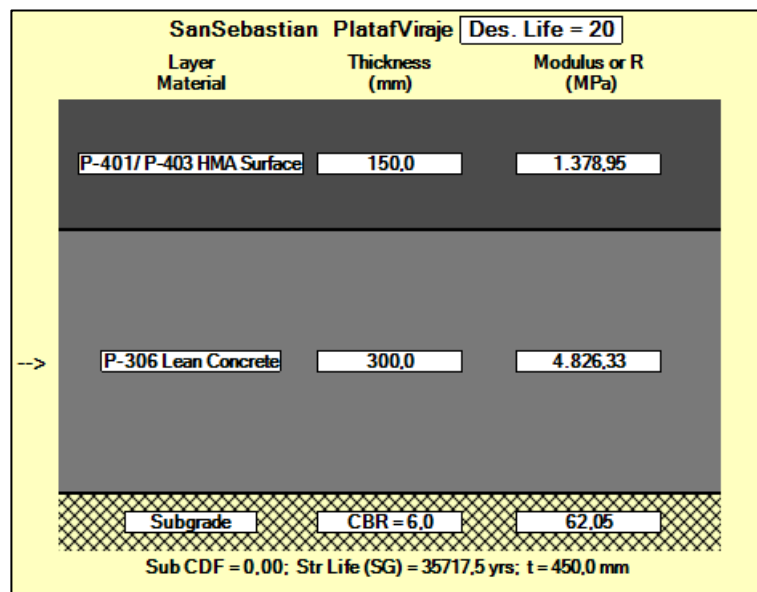 SanSebastian PlatafViraje Des. Life = 20
Layer Material Thickness (mm) Modulus or R (MPa)
P-401/ P-403 HMA Surface 150,0 1.378,95
--> P-306 Lean Concrete 300,0 4.826,33
Subgrade CBR = 6,0 62,05
Sub CDF = 0,00; Str Life (SG) = 35717,5 yrs; t = 450,0 mm